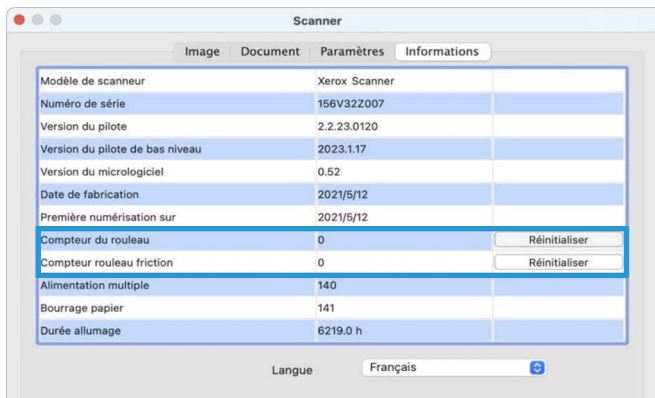 Scanner
Image Document Paramètres Informations
Modèle de scanneur Xerox Scanner
Numéro de série 156V32Z007
Version du pilote 2.2.23.0120
Version du pilote de bas niveau 2023.1.17
Version du micrologiciel 0.52
Date de fabrication 2021/5/12
Première numérisation sur 2021/5/12
Compteur du rouleau 0 Réinitialiser
Compteur rouleau friction 0 Réinitialiser
Alimentation multiple 140
Bourrage papier 141
Durée allumage 6219.0 h
Langue Français